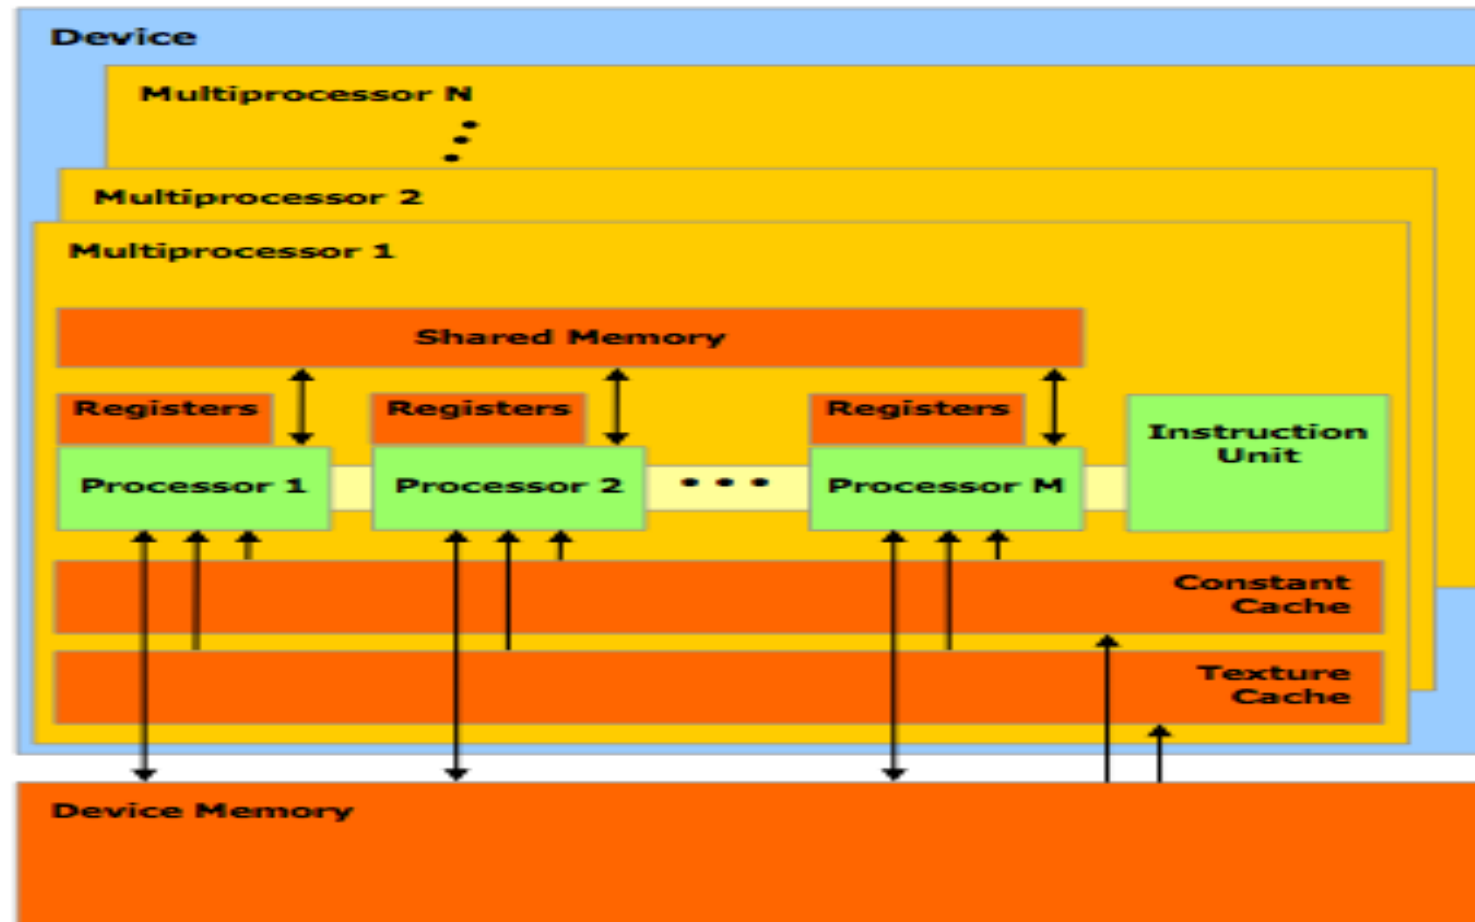 Device
Multiprocessor N
Multiprocessor 2
Multiprocessor 1
Shared Memory
Registers
Registers
Registers
Instruction
Unit
Processor 1
Processor 2
Processor M
Constant
Cache
Texture
Cache
Device Memory